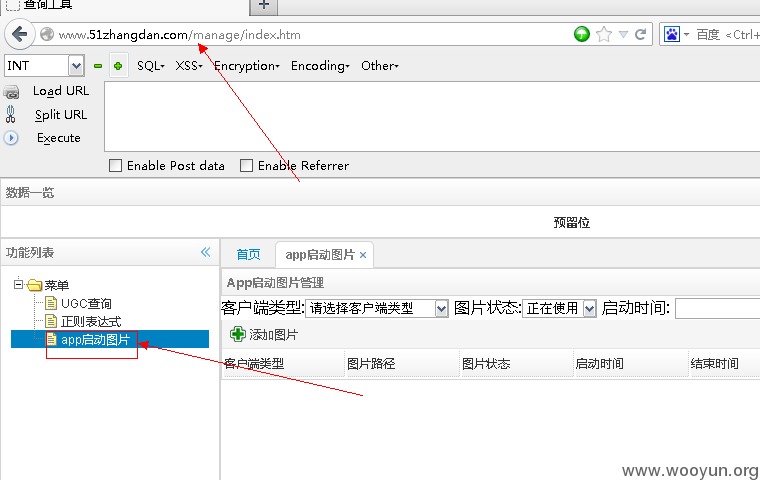 查询工具
www.51zhangdan.com/manage/index.htm
百度 <Ctrl+
INT SQL XSS Encryption Encoding Other
Load URL
Split URL
Execute
Enable Post data Enable Referrer
数据一览
预留位
功能列表
首页 app启动图片
菜单
UGC查询
正则表达式
app启动图片
App启动图片管理
客户端类型: 请选择客户端类型 图片状态: 正在使用 启动时间:
添加图片
客户端类型 图片路径 图片状态 启动时间 结束时间
www.wooyun.org